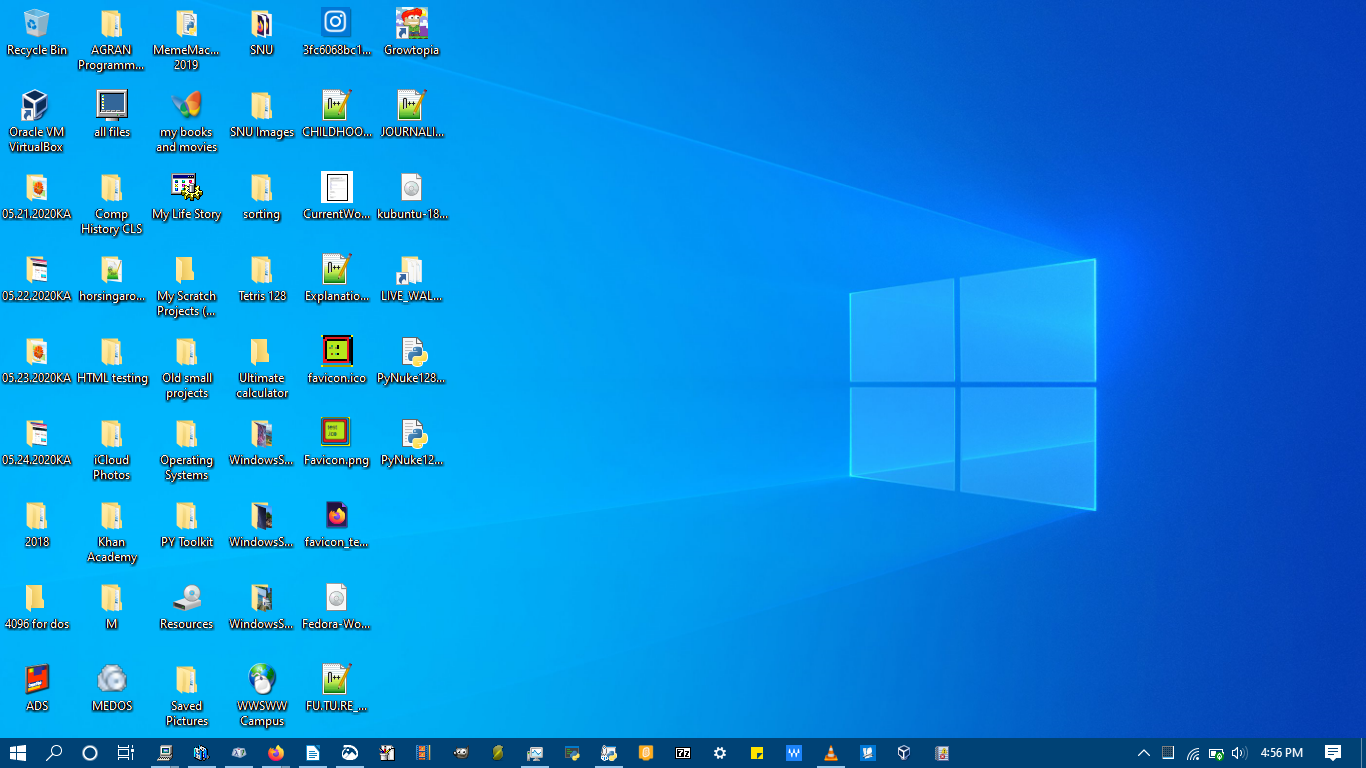 Recycle Bin
AGRAN
Programm...
MemeMac...
2019
SNU
3fc6068bc1...
Growtopia
Oracle VM
VirtualBox
all files
my books
and movies
SNU Images
CHILDHOO...
JOURNALI...
05.21.2020KA
Comp
History CLS
My Life Story
sorting
CurrentWo...
kubuntu-18...
05.22.2020KA
horsingaro...
My Scratch
Projects (...
Tetris 128
Explanatio...
LIVE_WAL...
05.23.2020KA
HTML testing
Old small
projects
Ultimate
calculator
favicon.ico
PyNuke128...
05.24.2020KA
iCloud
Photos
Operating
Systems
WindowsS...
Favicon.png
PyNuke12...
2018
Khan
Academy
PY Toolkit
WindowsS...
favicon_te...
4096 for dos
M
Resources
WindowsS...
Fedora-Wo...
ADS
MEDOS
Saved
Pictures
WWSWW
Campus
FU.TU.RE_...
4:56 PM